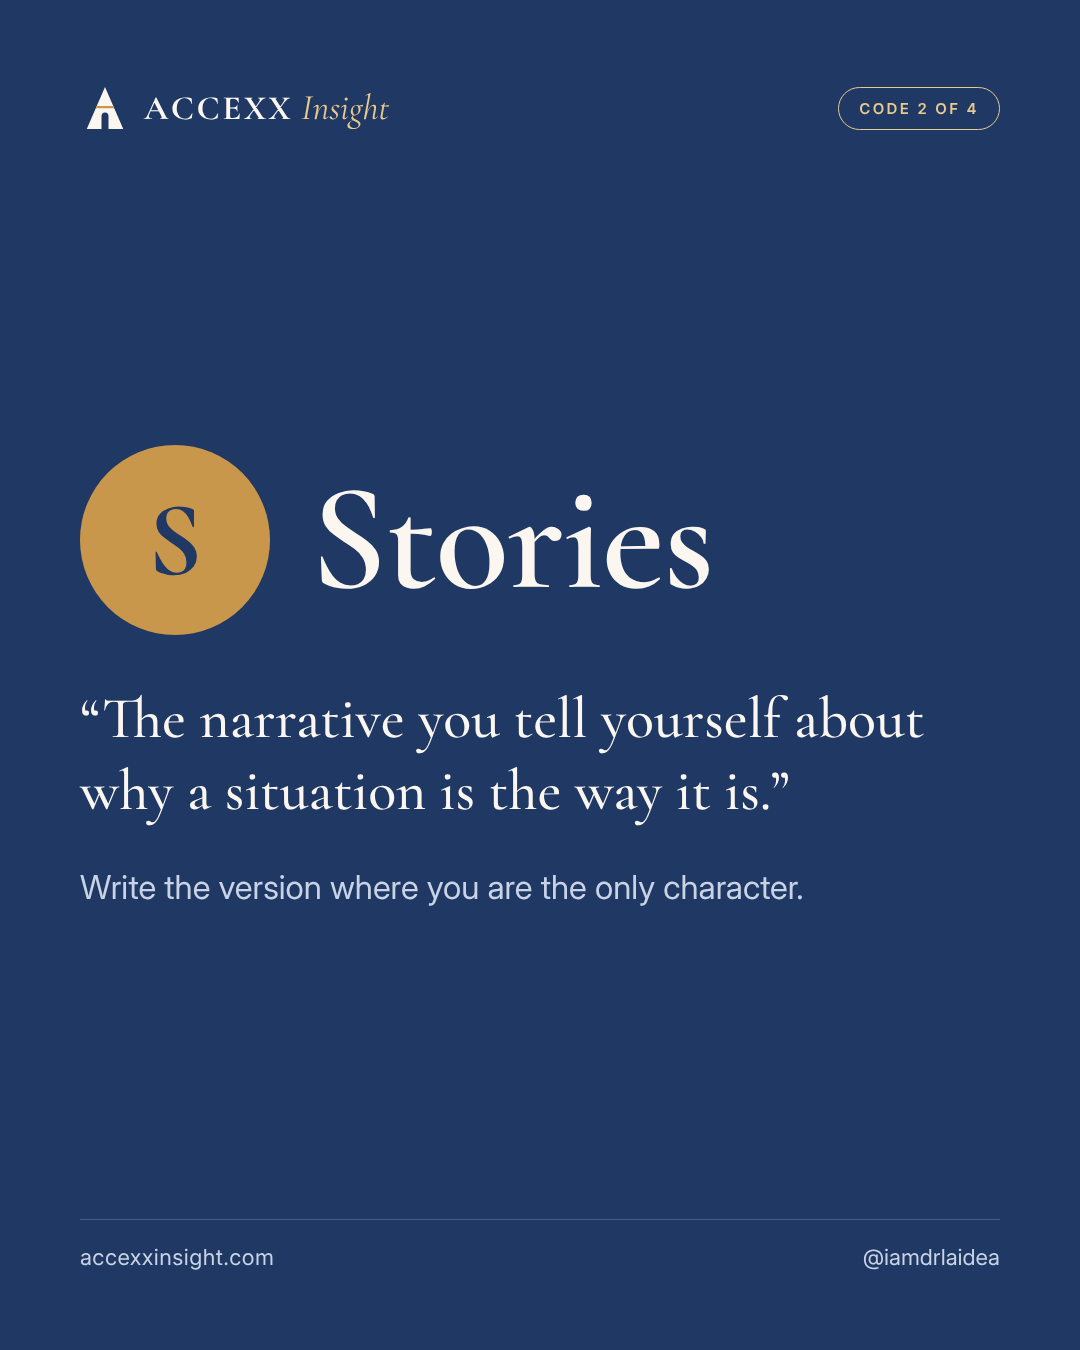 ACCEXX Insight
CODE 2 OF 4
S
Stories
“The narrative you tell yourself about
why a situation is the way it is.”
Write the version where you are the only character.
accexxinsight.com
@iamdrlaidea